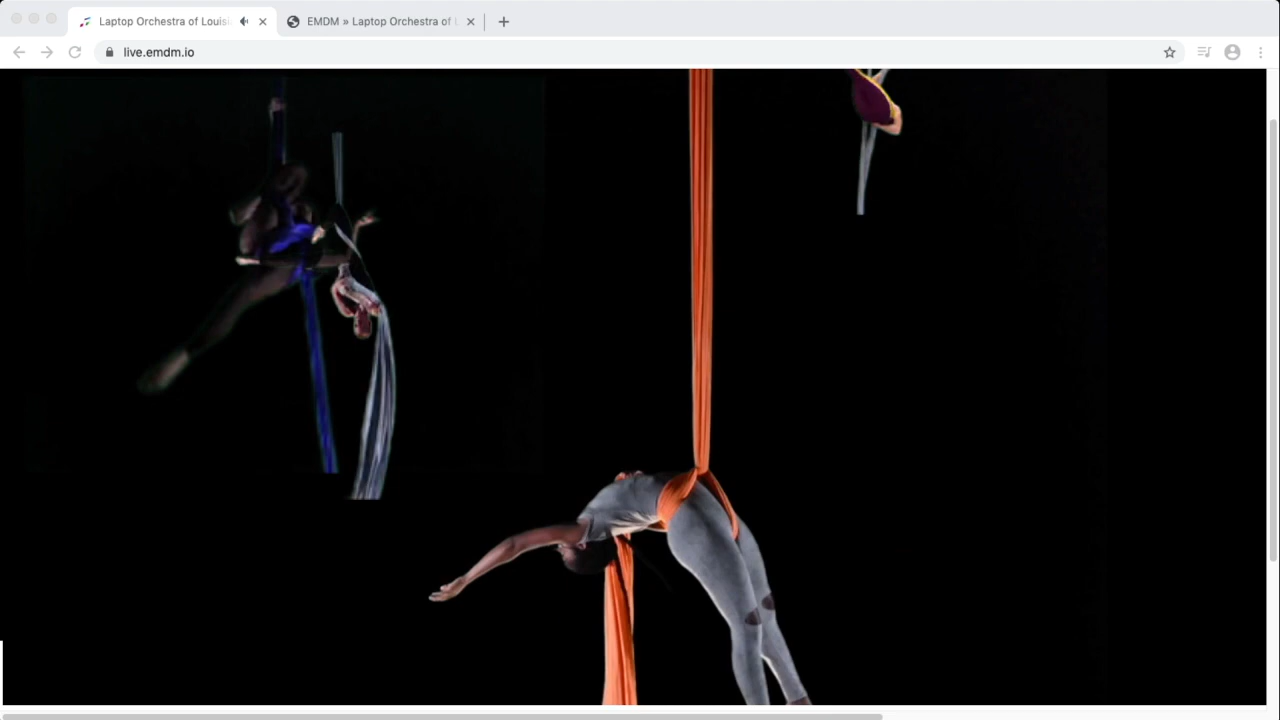 Laptop Orchestra of Louisi
EMDM » Laptop Orchestra of L
live.emdm.io